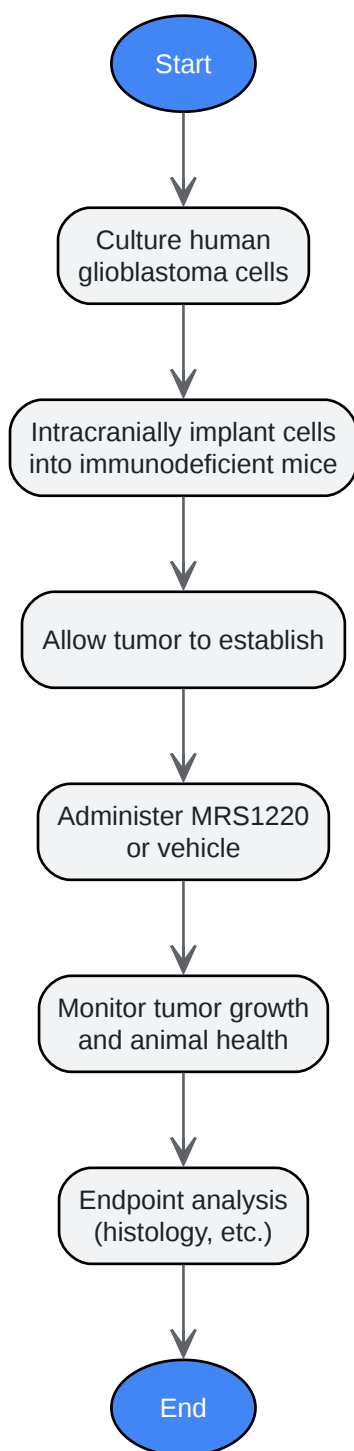 Start
Culture human
glioblastoma cells
Intracranially implant cells
into immunodeficient mice
Allow tumor to establish
Administer MRS1220
or vehicle
Monitor tumor growth
and animal health
Endpoint analysis
(histology, etc.)
End